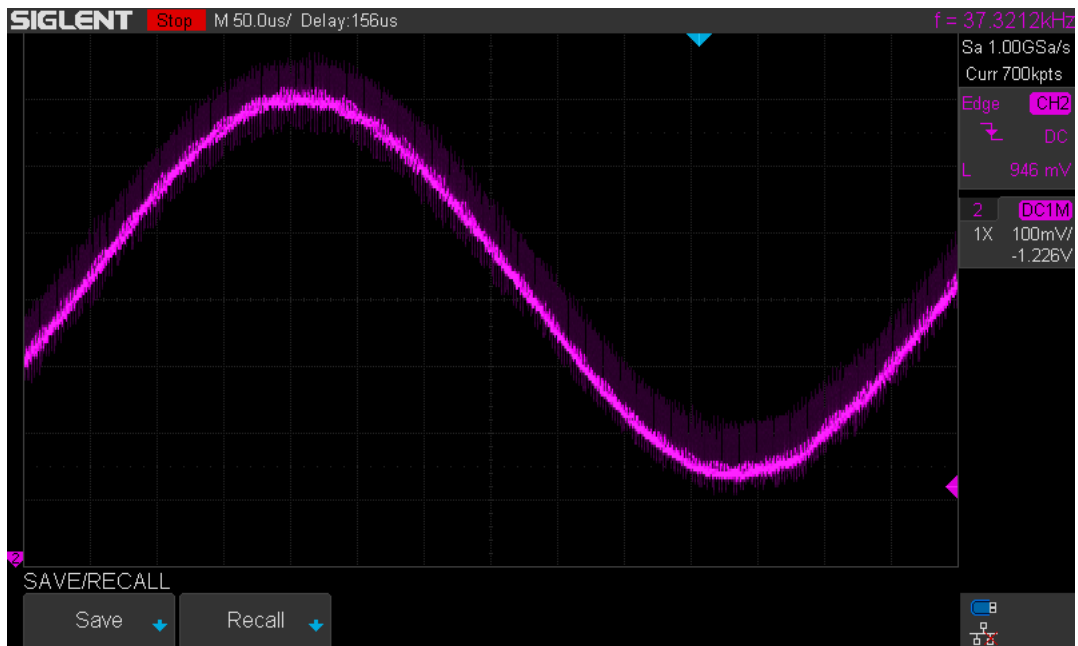 SIGLENT Stop M 50.0us/ Delay:156us f = 37.3212kHz
Sa 1.00GSa/s
Curr 700kpts
Edge CH2
DC
L 946 mV
2 DC1M
1X 100mV/
-1.226V
2
SAVE/RECALL
Save Recall